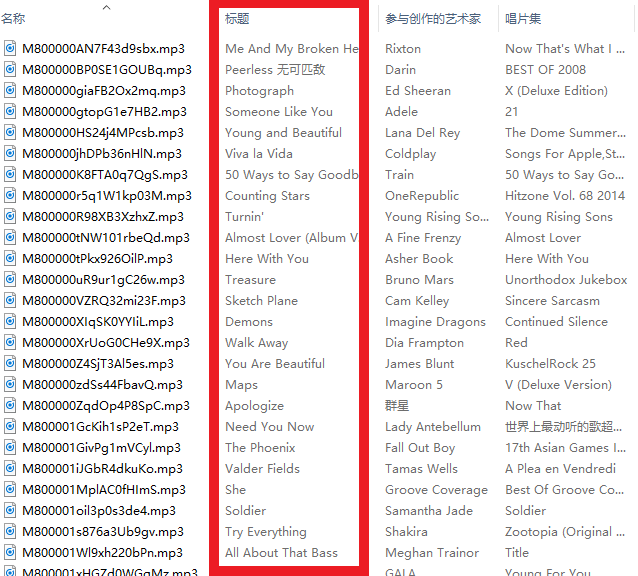 名称 标题 参与创作的艺术家 唱片集
M800000AN7F43d9sbx.mp3 Me And My Broken He Rixton Now That's What I ...
M800000BP0SE1GOUBq.mp3 Peerless 无可匹敌 Darin BEST OF 2008
M800000giaFB2Ox2mq.mp3 Photograph Ed Sheeran X (Deluxe Edition)
M800000gtopG1e7HB2.mp3 Someone Like You Adele 21
M800000HS24j4MPcsb.mp3 Young and Beautiful Lana Del Rey The Dome Summer...
M800000jhDPb36nHlN.mp3 Viva la Vida Coldplay Songs For Apple,St...
M800000K8FTA0q7QgS.mp3 50 Ways to Say Goodb Train 50 Ways to Say Go...
M800000r5q1W1kp03M.mp3 Counting Stars OneRepublic Hitzone Vol. 68 2014
M800000R98XB3XzhxZ.mp3 Turnin' Young Rising So... Young Rising Sons
M800000tNW101rbeQd.mp3 Almost Lover (Album V A Fine Frenzy Almost Lover
M800000tPkx926OilP.mp3 Here With You Asher Book Here With You
M800000uR9ur1gC26w.mp3 Treasure Bruno Mars Unorthodox Jukebox
M800000VZRQ32mi23F.mp3 Sketch Plane Cam Kelley Sincere Sarcasm
M800000XIqSK0YYIiL.mp3 Demons Imagine Dragons Continued Silence
M800000XrUoG0CHe9X.mp3 Walk Away Dia Frampton Red
M800000Z4SjT3Al5es.mp3 You Are Beautiful James Blunt KuschelRock 25
M800000zdSs44FbavQ.mp3 Maps Maroon 5 V (Deluxe Version)
M800000ZqdOp4P8SpC.mp3 Apologize 群星 Now That
M800001GcKih1sP2eT.mp3 Need You Now Lady Antebellum 世界上最动听的歌超...
M800001GivPg1mVCyl.mp3 The Phoenix Fall Out Boy 17th Asian Games I...
M800001iJGbR4dkuKo.mp3 Valder Fields Tamas Wells A Plea en Vendredi
M800001MplAC0fHImS.mp3 She Groove Coverage Best Of Groove Co...
M800001oil3p0s3de4.mp3 Soldier Samantha Jade Soldier
M800001s876a3Ub9gv.mp3 Try Everything Shakira Zootopia (Original ...
M800001Wl9xh220bPn.mp3 All About That Bass Meghan Trainor Title
M800001xHGZd0WGqMz.mp3 GALA Young For You